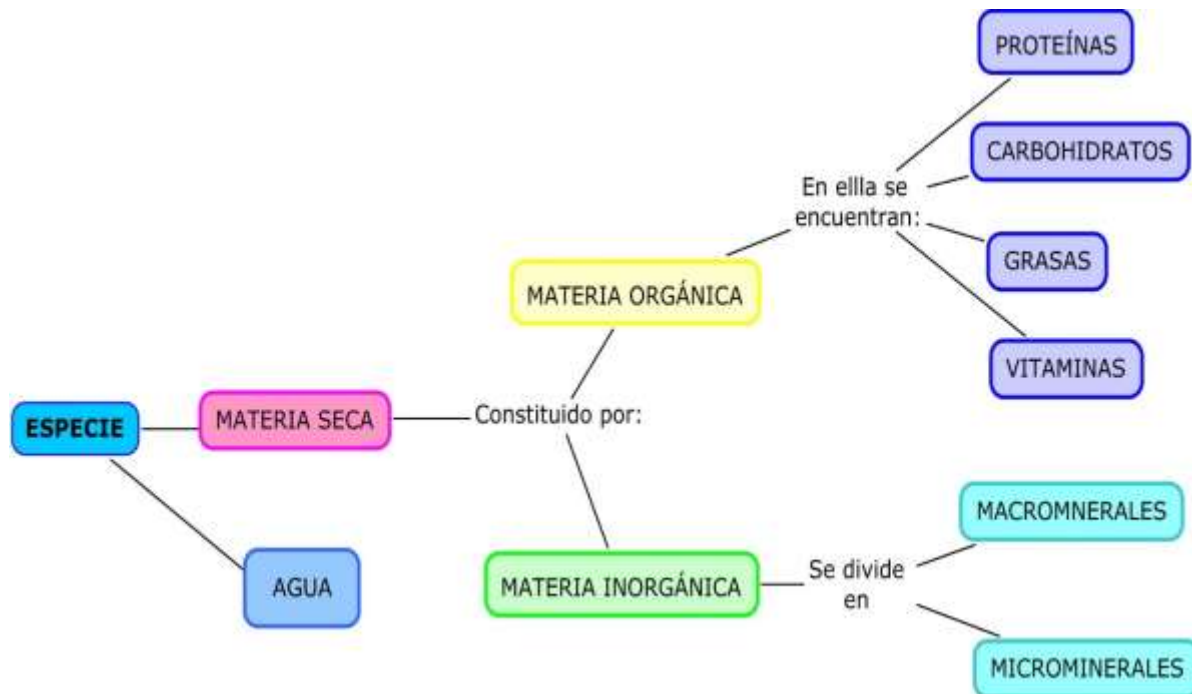 PROTEÍNAS
CARBOHIDRATOS
En ellla se
encuentran:
GRASAS
MATERIA ORGÁNICA
VITAMINAS
ESPECIE
MATERIA SECA
Constituido por:
MACROMNERALES
AGUA
MATERIA INORGÁNICA
Se divide
en
MICROMINERALES